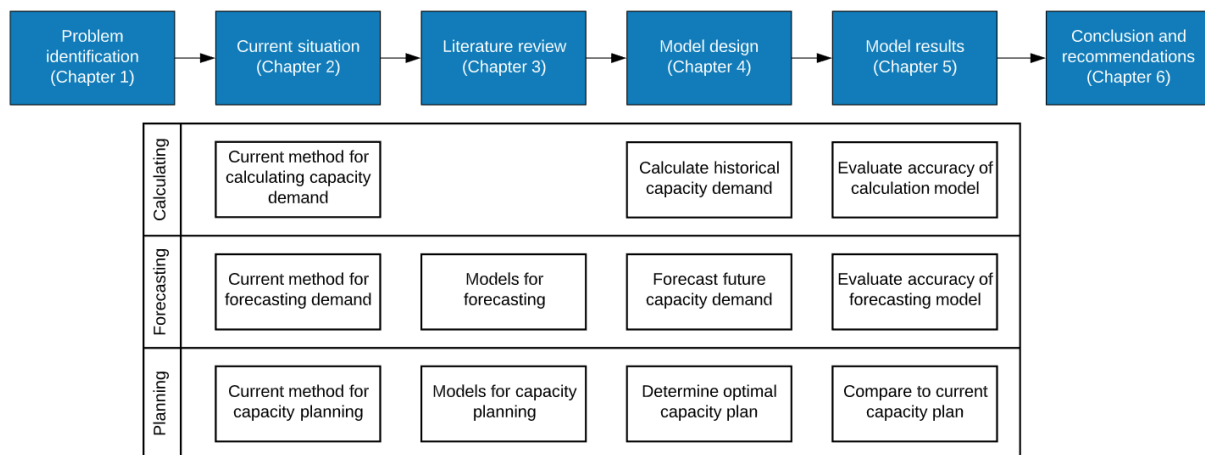 Problem
identification
(Chapter 1)
Current situation
(Chapter 2)
Literature review
(Chapter 3)
Model design
(Chapter 4)
Model results
(Chapter 5)
Conclusion and
recommendations
(Chapter 6)
Calculating
Current method for
calculating capacity
demand
Calculate historical
capacity demand
Evaluate accuracy of
calculation model
Forecasting
Current method for
forecasting demand
Models for
forecasting
Forecast future
capacity demand
Evaluate accuracy of
forecasting model
Planning
Current method for
capacity planning
Models for capacity
planning
Determine optimal
capacity plan
Compare to current
capacity plan